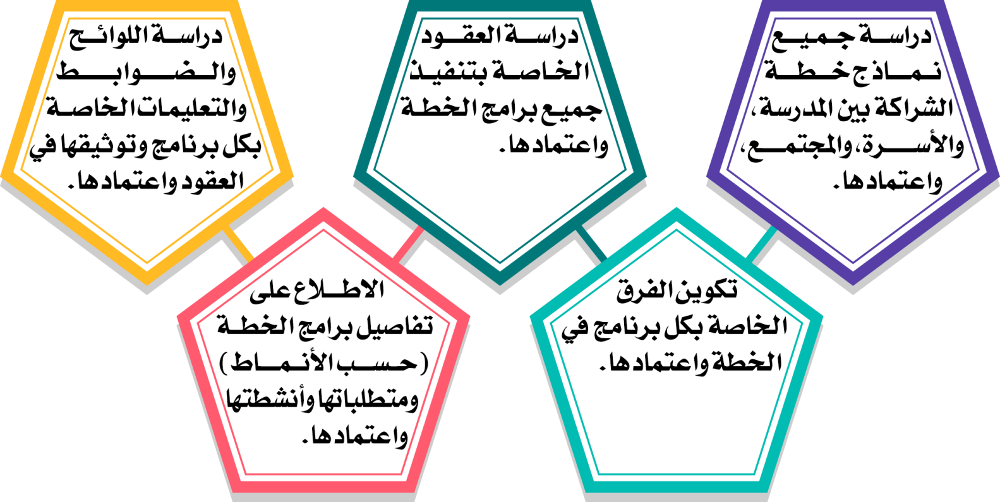 دراسة جميع
نماذج خطة
الشراكة بين المدرسة،
والأسرة، والمجتمع،
واعتمادها.
تكوين الفرق
الخاصة بكل برنامج في
الخطة واعتمادها.
دراسة العقود
الخاصة بتنفيذ
جميع برامج الخطة
واعتمادها.
الاطلاع على
تفاصيل برامج الخطة
(حسب الأنماط)
ومتطلباتها وأنشطتها
واعتمادها.
دراسة اللوائح
والضوابط
والتعليمات الخاصة
بكل برنامج وتوثيقها في
العقود واعتمادها.